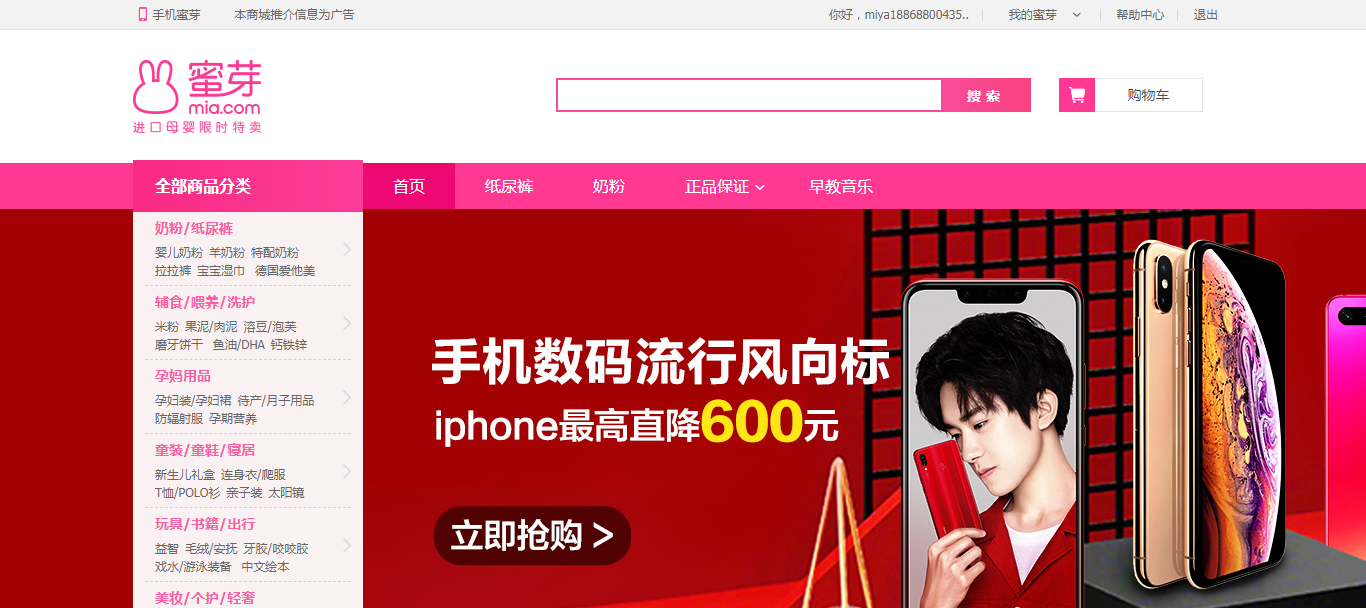 手机蜜芽 本商城推介信息为广告 你好，miya18868800435.. 我的蜜芽 帮助中心 退出
蜜芽
mia.com
进口母婴限时特卖
搜 索
购物车
全部商品分类 首页 纸尿裤 奶粉 正品保证 早教音乐
奶粉/纸尿裤
婴儿奶粉 羊奶粉 特配奶粉
拉拉裤 宝宝湿巾 德国爱他美
辅食/喂养/洗护
米粉 果泥/肉泥 溶豆/泡芙
磨牙饼干 鱼油/DHA 钙铁锌
孕妈用品
孕妇装/孕妇裙 待产/月子用品
防辐射服 孕期营养
童装/童鞋/寝居
新生儿礼盒 连身衣/爬服
T恤/POLO衫 亲子装 太阳镜
玩具/书籍/出行
益智 毛绒/安抚 牙胶/咬咬胶
戏水/游泳装备 中文绘本
美妆/个护/轻奢
手机数码流行风向标
iphone最高直降600元
立即抢购 >